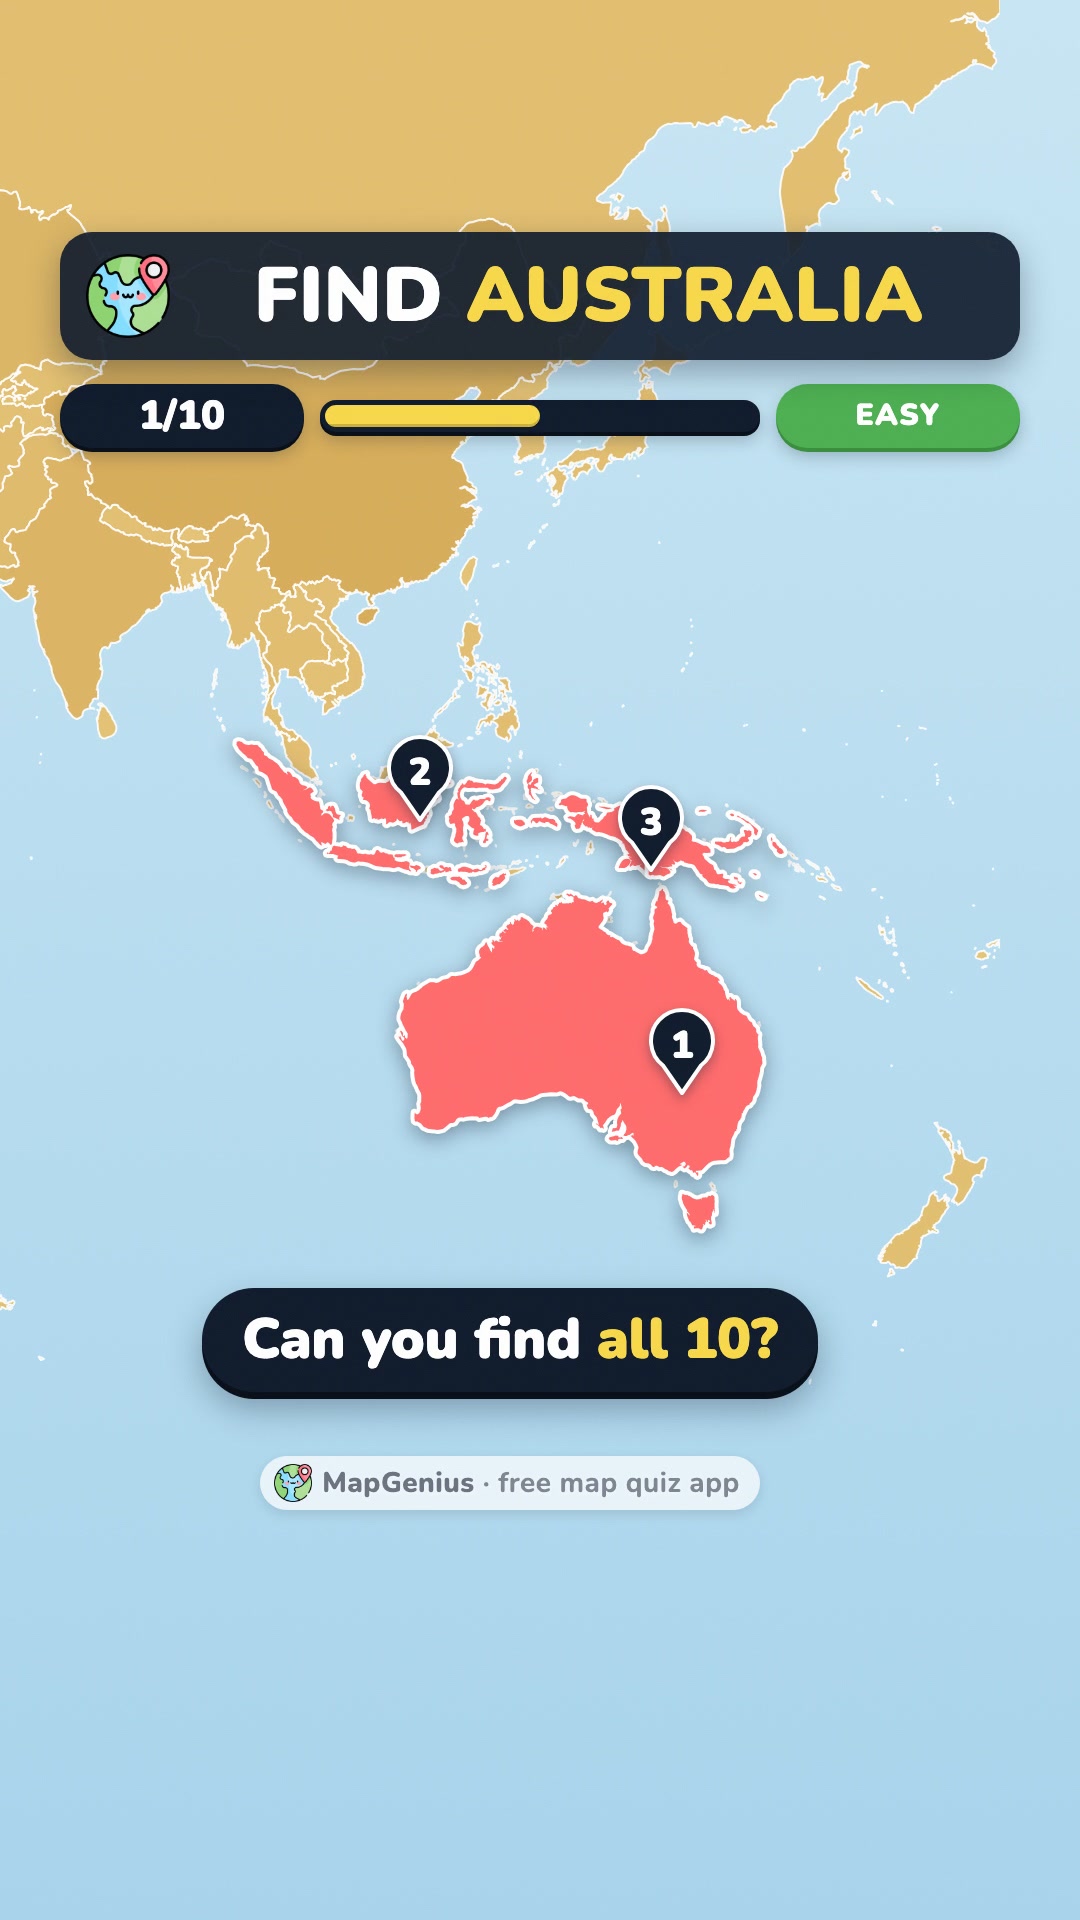 FIND AUSTRALIA
1/10
EASY
2
3
1
Can you find all 10?
MapGenius · free map quiz app